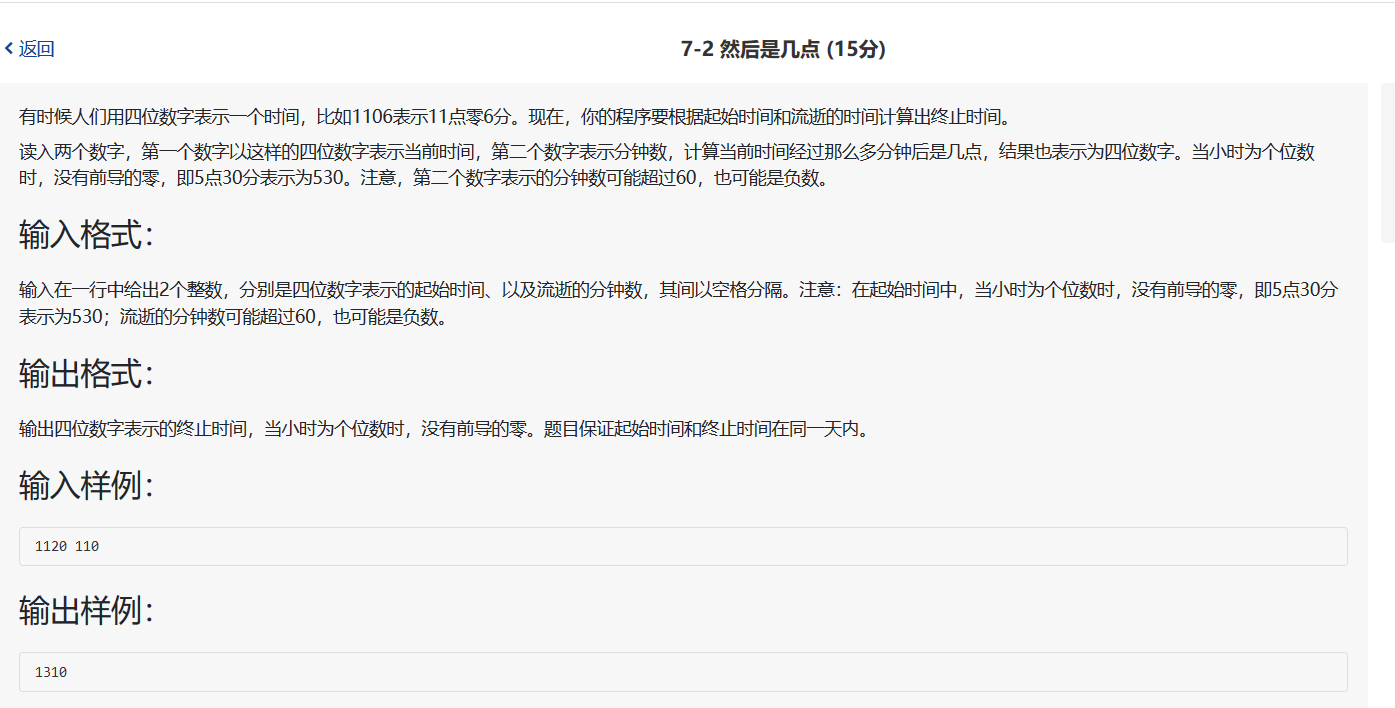 返回
7-2 然后是几点 (15分)
有时候人们用四位数字表示一个时间，比如1106表示11点零6分。现在，你的程序要根据起始时间和流逝的时间计算出终止时间。
读入两个数字，第一个数字以这样的四位数字表示当前时间，第二个数字表示分钟数，计算当前时间经过那么多分钟后是几点，结果也表示为四位数字。当小时为个位数
时，没有前导的零，即5点30分表示为530。注意，第二个数字表示的分钟数可能超过60，也可能是负数。
输入格式：
输入在一行中给出2个整数，分别是四位数字表示的起始时间、以及流逝的分钟数，其间以空格分隔。注意：在起始时间中，当小时为个位数时，没有前导的零，即5点30分
表示为530；流逝的分钟数可能超过60，也可能是负数。
输出格式：
输出四位数字表示的终止时间，当小时为个位数时，没有前导的零。题目保证起始时间和终止时间在同一天内。
输入样例：
1120 110
输出样例：
1310